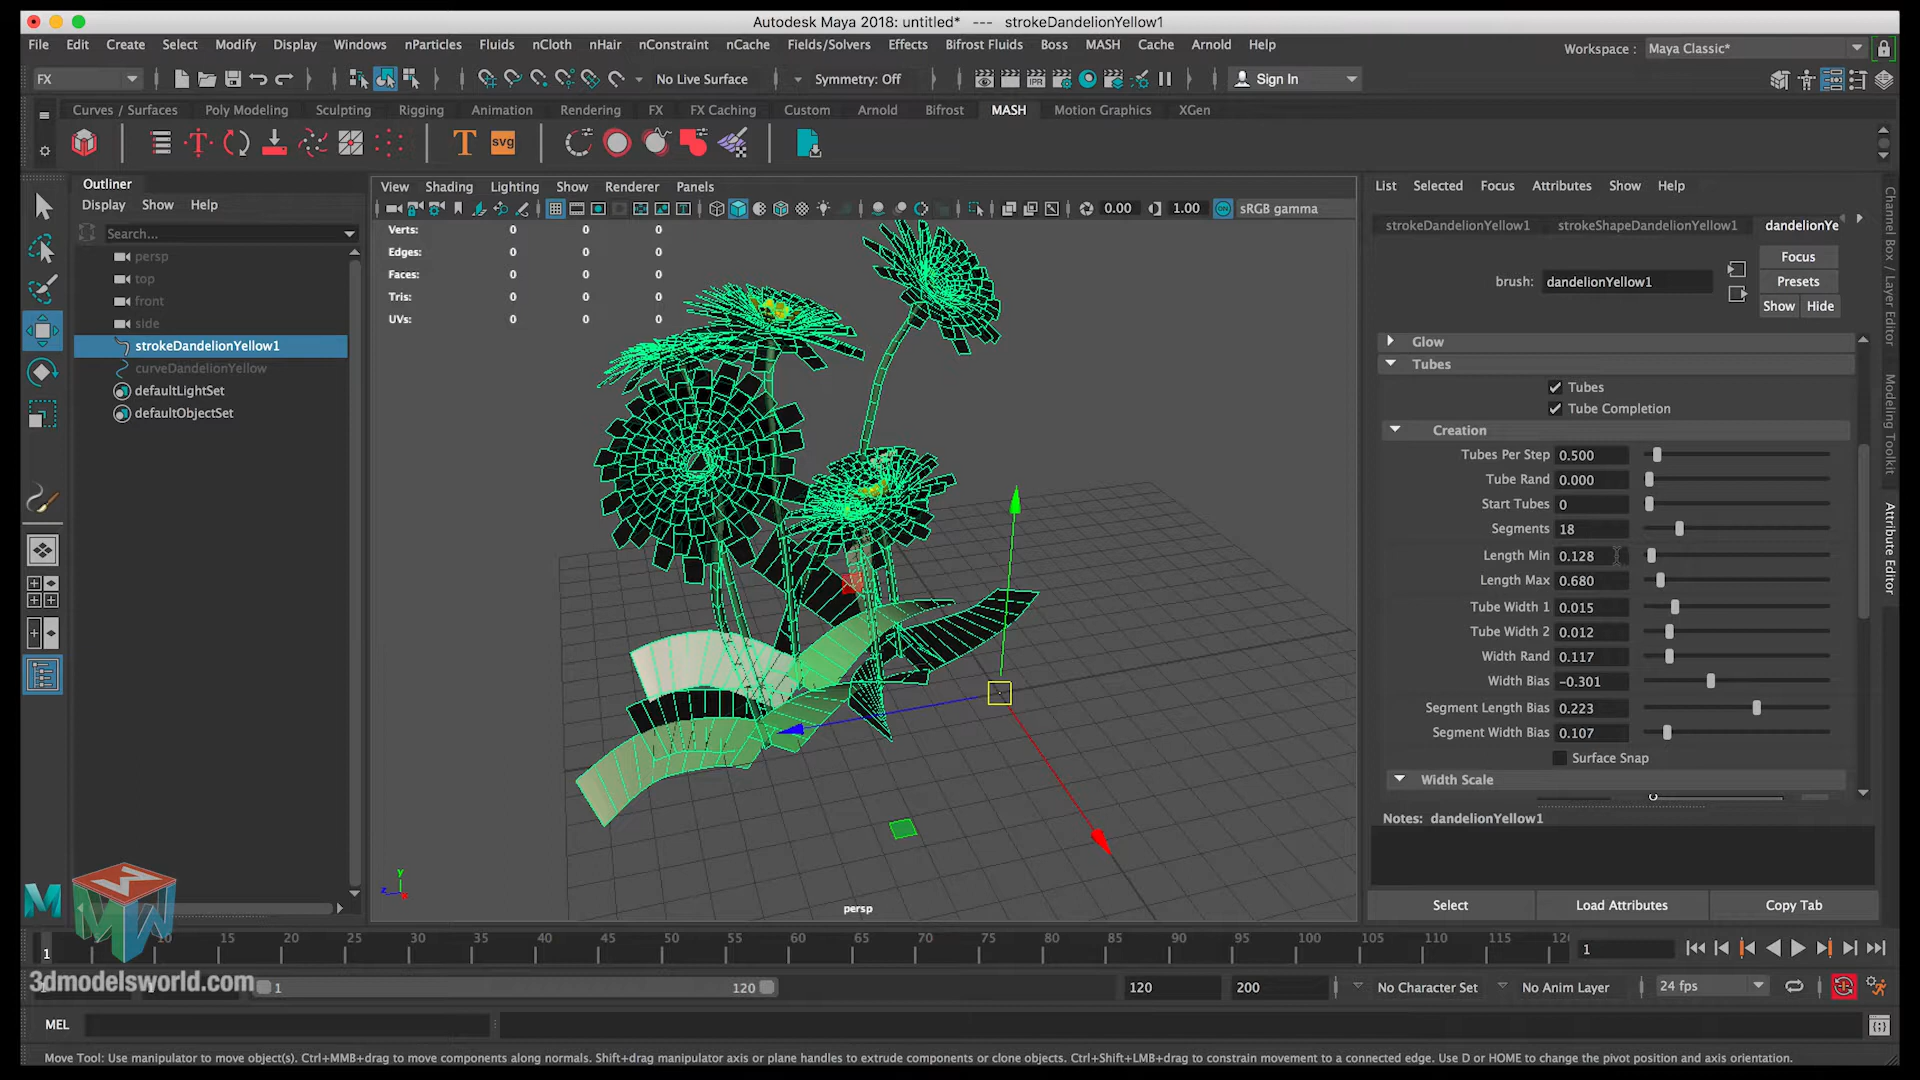 Autodesk Maya 2018: untitled*   ---   strokeDandelionYellow1
File Edit Create Select Modify Display Windows nParticles Fluids nCloth nHair nConstraint nCache Fields/Solvers Effects Bifrost Fluids Boss MASH Cache Arnold Help Workspace : Maya Classic*
FX No Live Surface Symmetry: Off IPR Sign In
Curves / Surfaces Poly Modeling Sculpting Rigging Animation Rendering FX FX Caching Custom Arnold Bifrost MASH Motion Graphics XGen
T svg
Outliner
Display Show Help
Search...
persp
top
front
side
strokeDandelionYellow1
curveDandelionYellow
defaultLightSet
defaultObjectSet
View Shading Lighting Show Renderer Panels
0.00 1.00 ON sRGB gamma
Verts: 0 0 0
Edges: 0 0 0
Faces: 0 0 0
Tris: 0 0 0
UVs: 0 0 0
y
z
persp
List Selected Focus Attributes Show Help
strokeDandelionYellow1 strokeShapeDandelionYellow1 dandelionYe
Focus
brush: dandelionYellow1 Presets
Show Hide
Glow
Tubes
Tubes
Tube Completion
Creation
Tubes Per Step 0.500
Tube Rand 0.000
Start Tubes 0
Segments 18
Length Min 0.128
Length Max 0.680
Tube Width 1 0.015
Tube Width 2 0.012
Width Rand 0.117
Width Bias -0.301
Segment Length Bias 0.223
Segment Width Bias 0.107
Surface Snap
Width Scale
Notes: dandelionYellow1
Select Load Attributes Copy Tab
Channel Box / Layer Editor
Modeling Toolkit
Attribute Editor
M MW
1 10 15 20 25 30 35 40 45 50 55 60 65 70 75 80 85 90 95 100 105 110 115 12 1
3dmodelsworld.com
1 120 120 200 No Character Set No Anim Layer 24 fps
MEL
Move Tool: Use manipulator to move object(s). Ctrl+MMB+drag to move components along normals. Shift+drag manipulator axis or plane handles to extrude components or clone objects. Ctrl+Shift+LMB+drag to constrain movement to a connected edge. Use D or HOME to change the pivot position and axis orientation.